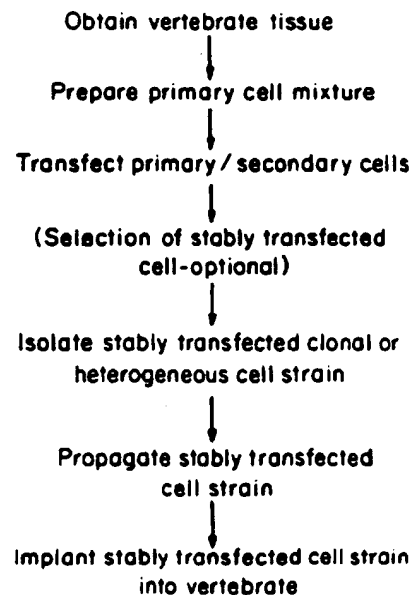 Obtain vertebrate tissue
Prepare primary cell mixture
Transfect primary/secondary cells
(Selection of stably transfected
cell-optional)
Isolate stably transfected clonal or
heterogeneous cell strain
Propagate stably transfected
cell strain
Implant stably transfected cell strain
into vertebrate